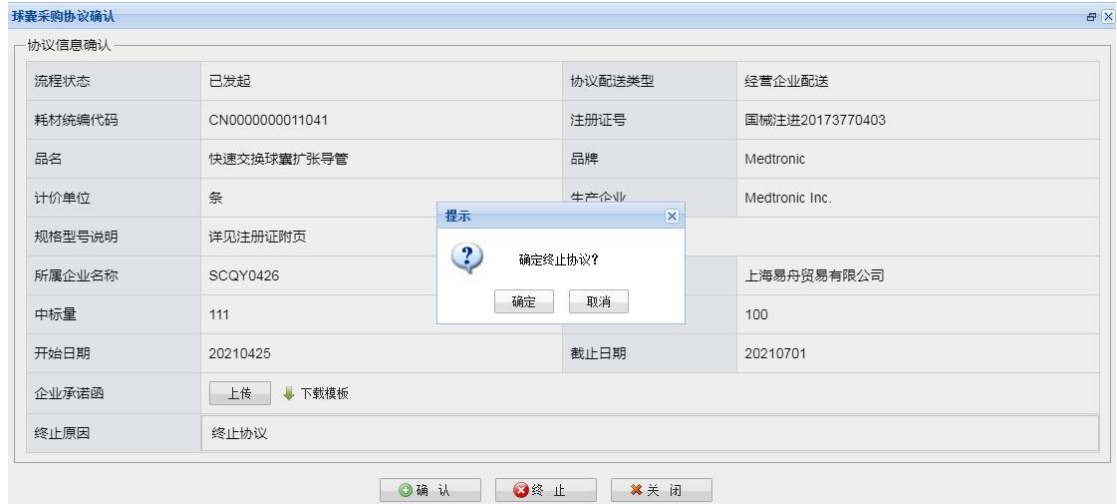 球囊采购协议确认
协议信息确认
流程状态 已发起 协议配送类型 经营企业配送
耗材统编代码 CN0000000011041 注册证号 国械注进20173770403
品名 快速交换球囊扩张导管 品牌 Medtronic
计价单位 条 生产企业 Medtronic Inc.
规格型号说明 详见注册证附页
所属企业名称 SCQY0426 上海易舟贸易有限公司
中标量 111 100
开始日期 20210425 截止日期 20210701
企业承诺函 上传 下载模板
终止原因 终止协议
提示
确定终止协议?
确定 取消
确 认 终 止 关 闭